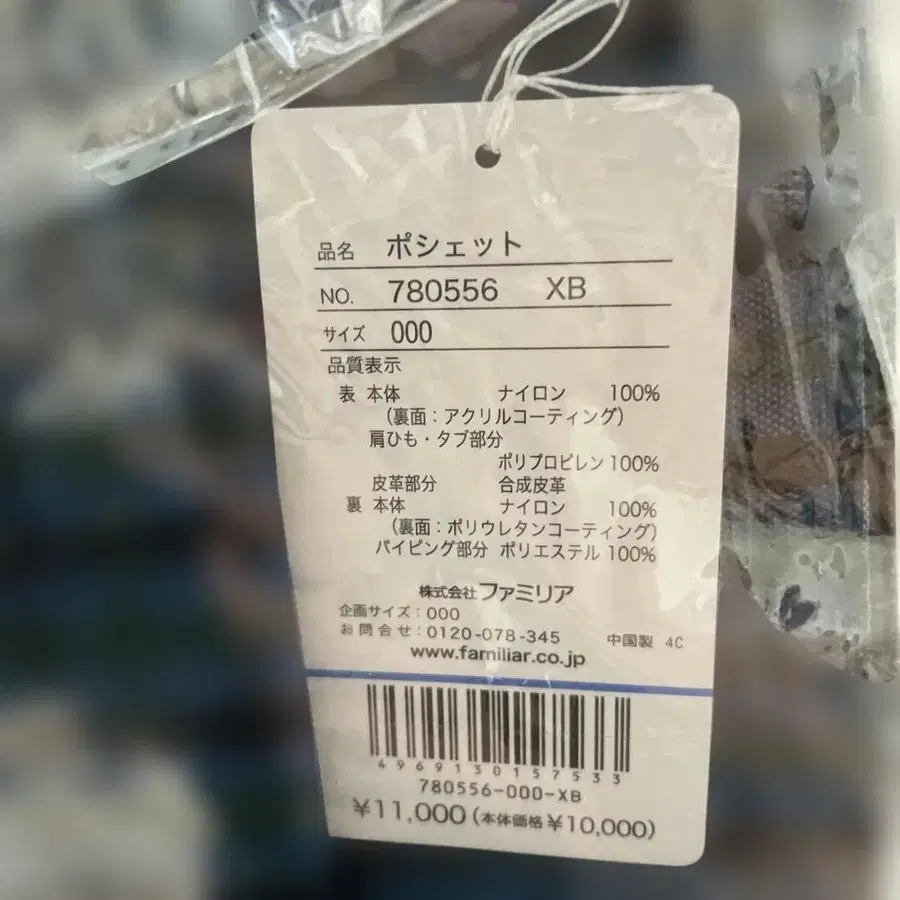 品名 ポシェット
NO. 780556 XB
サイズ 000
品質表示
表 本体 ナイロン 100%
(裏面:アクリルコーティング)
肩ひも・タブ部分
ポリプロピレン 100%
皮革部分 合成皮革
裏 本体 ナイロン 100%
(裏面:ポリウレタンコーティング)
パイピング部分 ポリエステル 100%
株式会社 ファミリア
企画サイズ:000
お問合せ:0120-078-345 中国製 4C
www.familiar.co.jp
4969130157533
780556-000-XB
¥11,000(本体価格 ¥10,000)